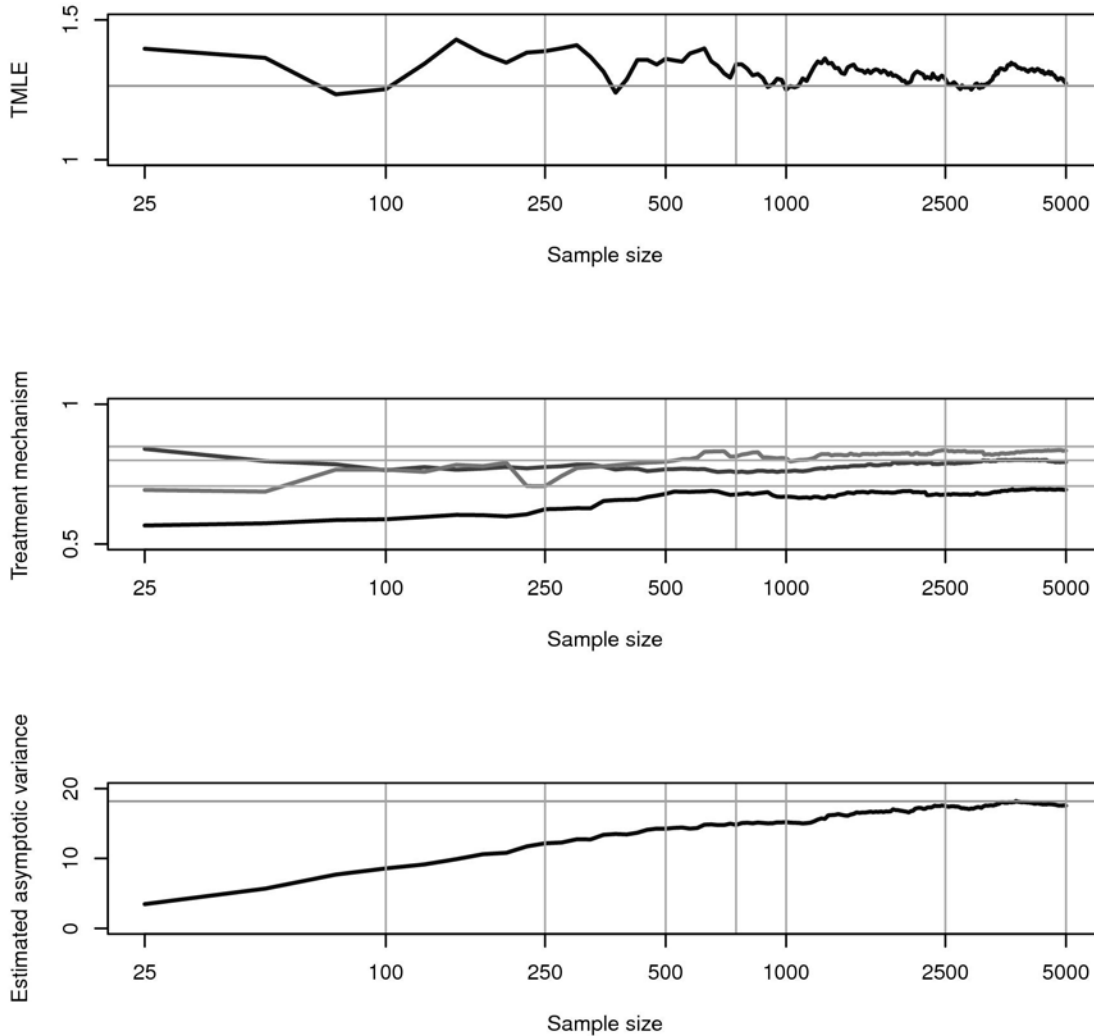 TMLE
1.5
1
25 100 250 500 1000 2500 5000
Sample size
Treatment mechanism
1
0.5
25 100 250 500 1000 2500 5000
Sample size
Estimated asymptotic variance
20
10
0
25 100 250 500 1000 2500 5000
Sample size